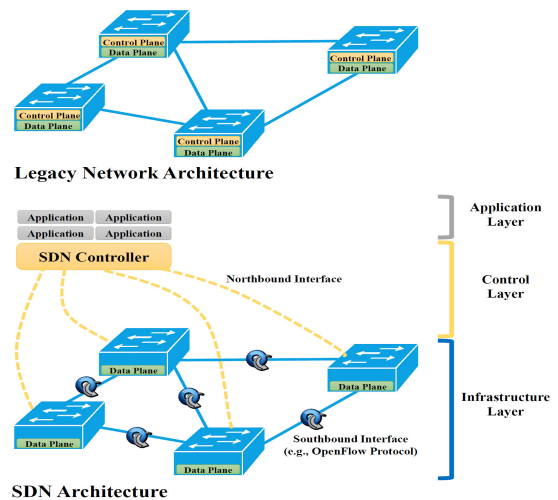 Control Plane
Data Plane
Control Plane
Data Plane
Control Plane
Data Plane
Control Plane
Data Plane
Legacy Network Architecture
Application Application
Application Application
SDN Controller
Northbound Interface
Application
Layer
Control
Layer
Data Plane
Data Plane
Data Plane
Data Plane
Infrastructure
Layer
Southbound Interface
(e.g., OpenFlow Protocol)
SDN Architecture